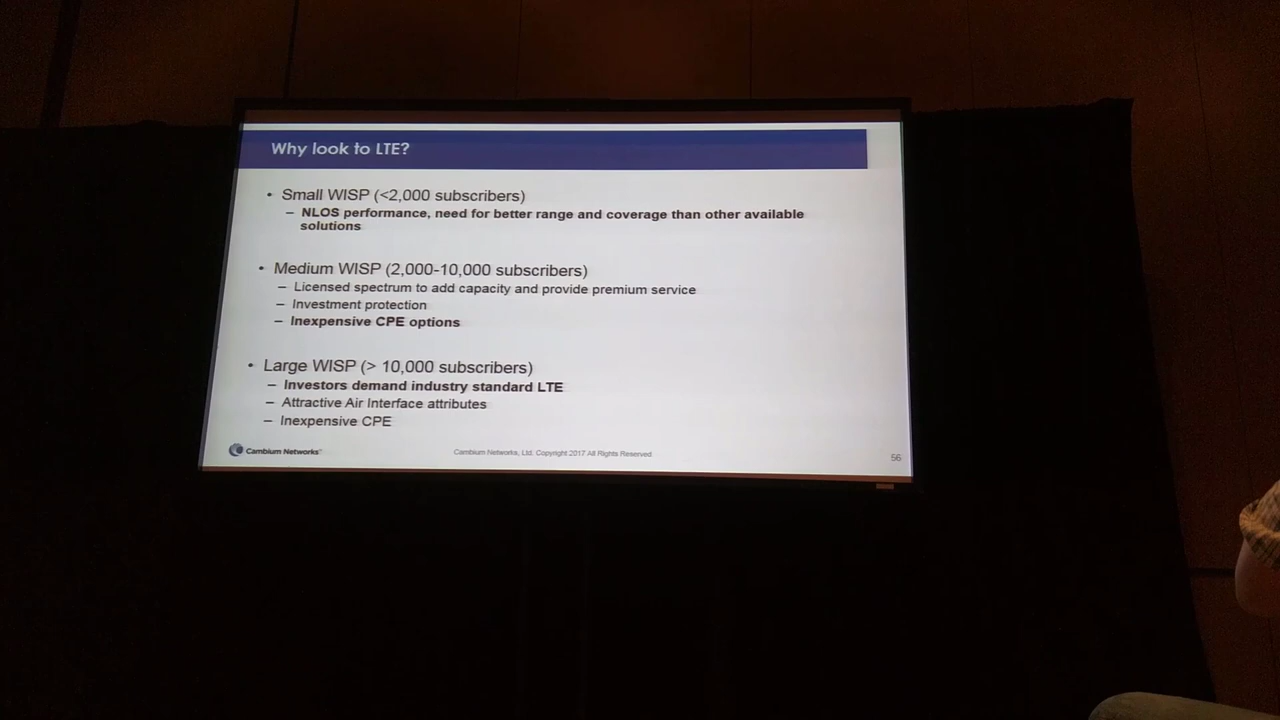 Why look to LTE?
• Small WISP (<2,000 subscribers)
– NLOS performance, need for better range and coverage than other available
solutions
• Medium WISP (2,000-10,000 subscribers)
– Licensed spectrum to add capacity and provide premium service
– Investment protection
– Inexpensive CPE options
• Large WISP (> 10,000 subscribers)
– Investors demand industry standard LTE
– Attractive Air Interface attributes
– Inexpensive CPE
Cambium Networks™
Cambium Networks, Ltd. Copyright 2017 All Rights Reserved
56